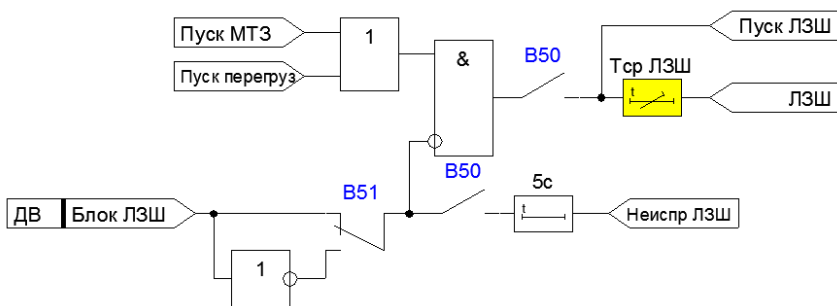 Пуск МТЗ
1
Пуск перегруз
&
В50
Пуск ЛЗШ
Тср ЛЗШ
t
ЛЗШ
ДВ Блок ЛЗШ
В51
В50
5с
t
Неиспр ЛЗШ
1